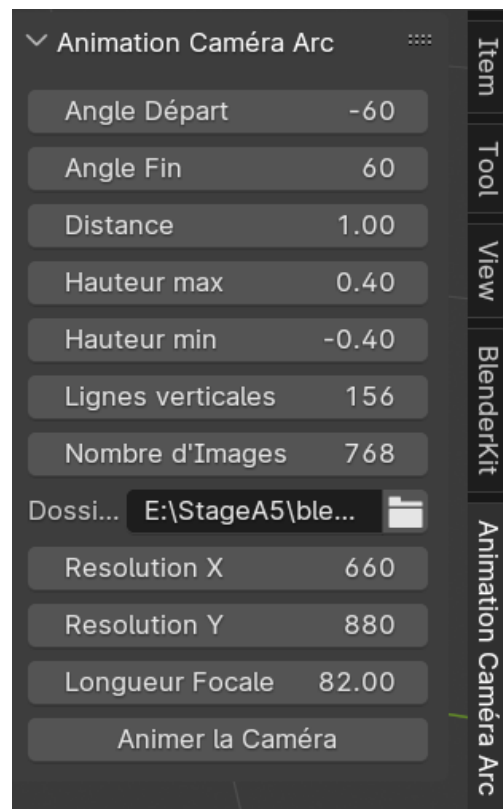 Animation Caméra Arc
Angle Départ -60
Angle Fin 60
Distance 1.00
Hauteur max 0.40
Hauteur min -0.40
Lignes verticales 156
Nombre d'Images 768
Dossi... E:\StageA5\ble...
Resolution X 660
Resolution Y 880
Longueur Focale 82.00
Animer la Caméra
Item
Tool
View
BlenderKit
Animation Caméra Arc